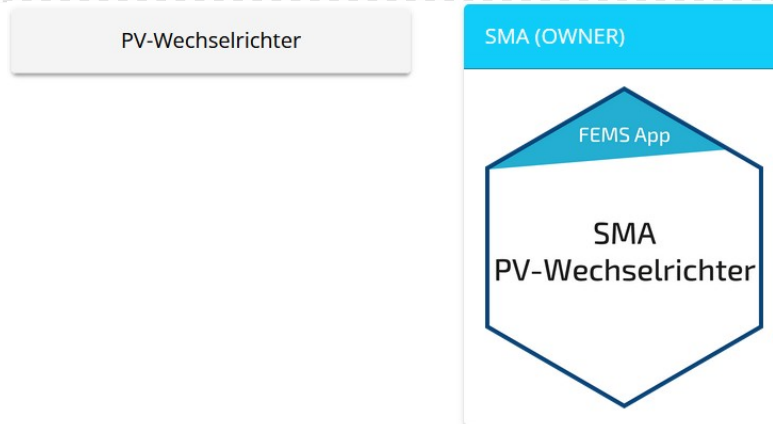 PV-Wechselrichter
SMA (OWNER)
FEMS App
SMA
PV-Wechselrichter